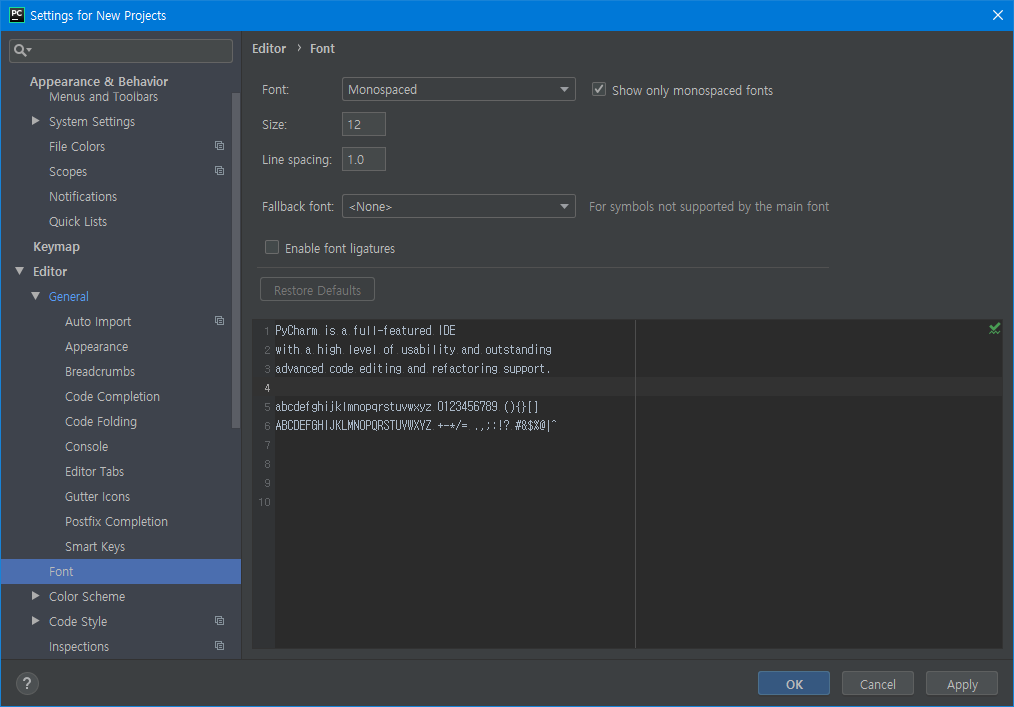 PC
Settings for New Projects
Appearance & Behavior
Menus and Toolbars
System Settings
File Colors
Scopes
Notifications
Quick Lists
Keymap
Editor
General
Auto Import
Appearance
Breadcrumbs
Code Completion
Code Folding
Console
Editor Tabs
Gutter Icons
Postfix Completion
Smart Keys
Font
Color Scheme
Code Style
Inspections
Editor › Font
Font: Monospaced Show only monospaced fonts
Size: 12
Line spacing: 1.0
Fallback font: <None> For symbols not supported by the main font
Enable font ligatures
Restore Defaults
1 PyCharm is a full-featured IDE
2 with a high level of usability and outstanding
3 advanced code editing and refactoring support.
4
5 abcdefghijklmnopqrstuvwxyz 0123456789 (){}[]
6 ABCDEFGHIJKLMNOPQRSTUVWXYZ +-*/= .,;:!? #&$%@|^
7
8
9
10
?
OK Cancel Apply